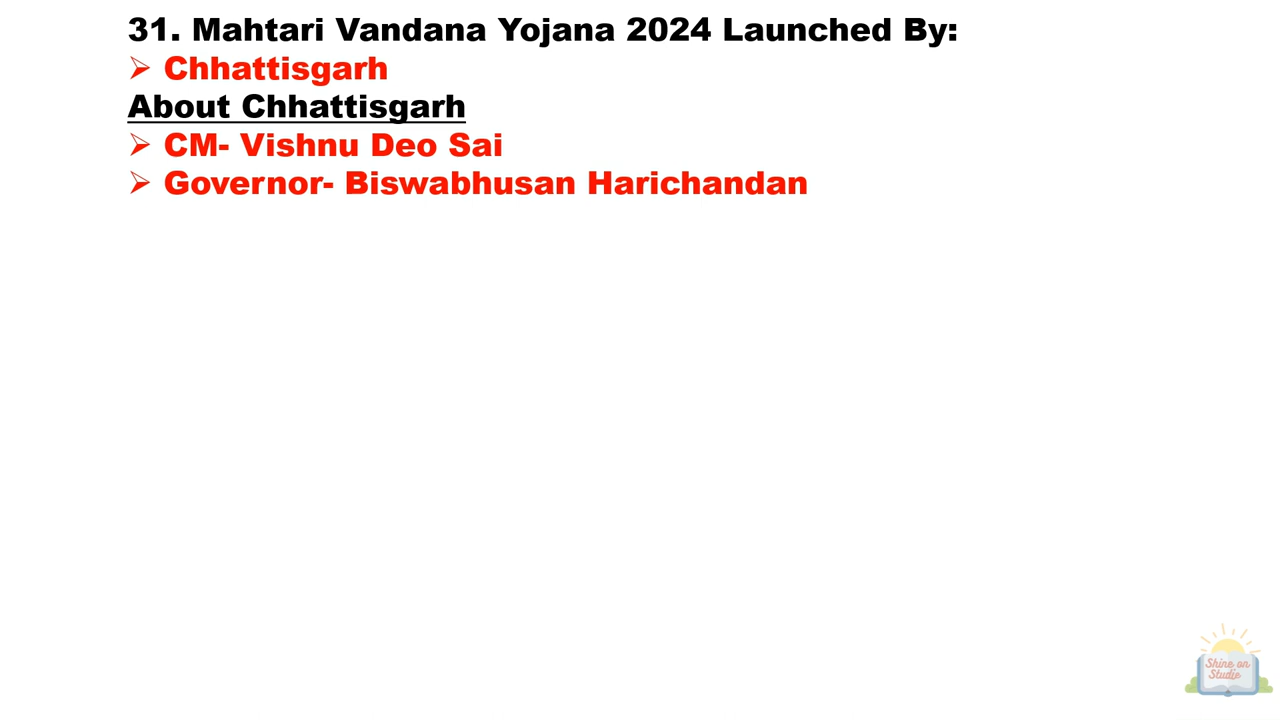 31. Mahtari Vandana Yojana 2024 Launched By:
➢ Chhattisgarh
About Chhattisgarh
➢ CM- Vishnu Deo Sai
➢ Governor- Biswabhusan Harichandan
Shine on
Studie